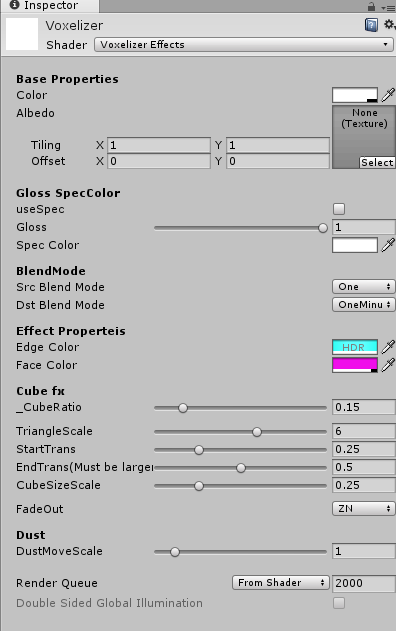 Inspector
Voxelizer
Shader Voxelizer Effects
Base Properties
Color
Albedo None (Texture)
Tiling X 1 Y 1
Offset X 0 Y 0
Select
Gloss SpecColor
useSpec
Gloss 1
Spec Color
BlendMode
Src Blend Mode One
Dst Blend Mode OneMinu
Effect Properteis
Edge Color HDR
Face Color
Cube fx
_CubeRatio 0.15
TriangleScale 6
StartTrans 0.25
EndTrans(Must be larger 0.5
CubeSizeScale 0.25
FadeOut ZN
Dust
DustMoveScale 1
Render Queue From Shader 2000
Double Sided Global Illumination